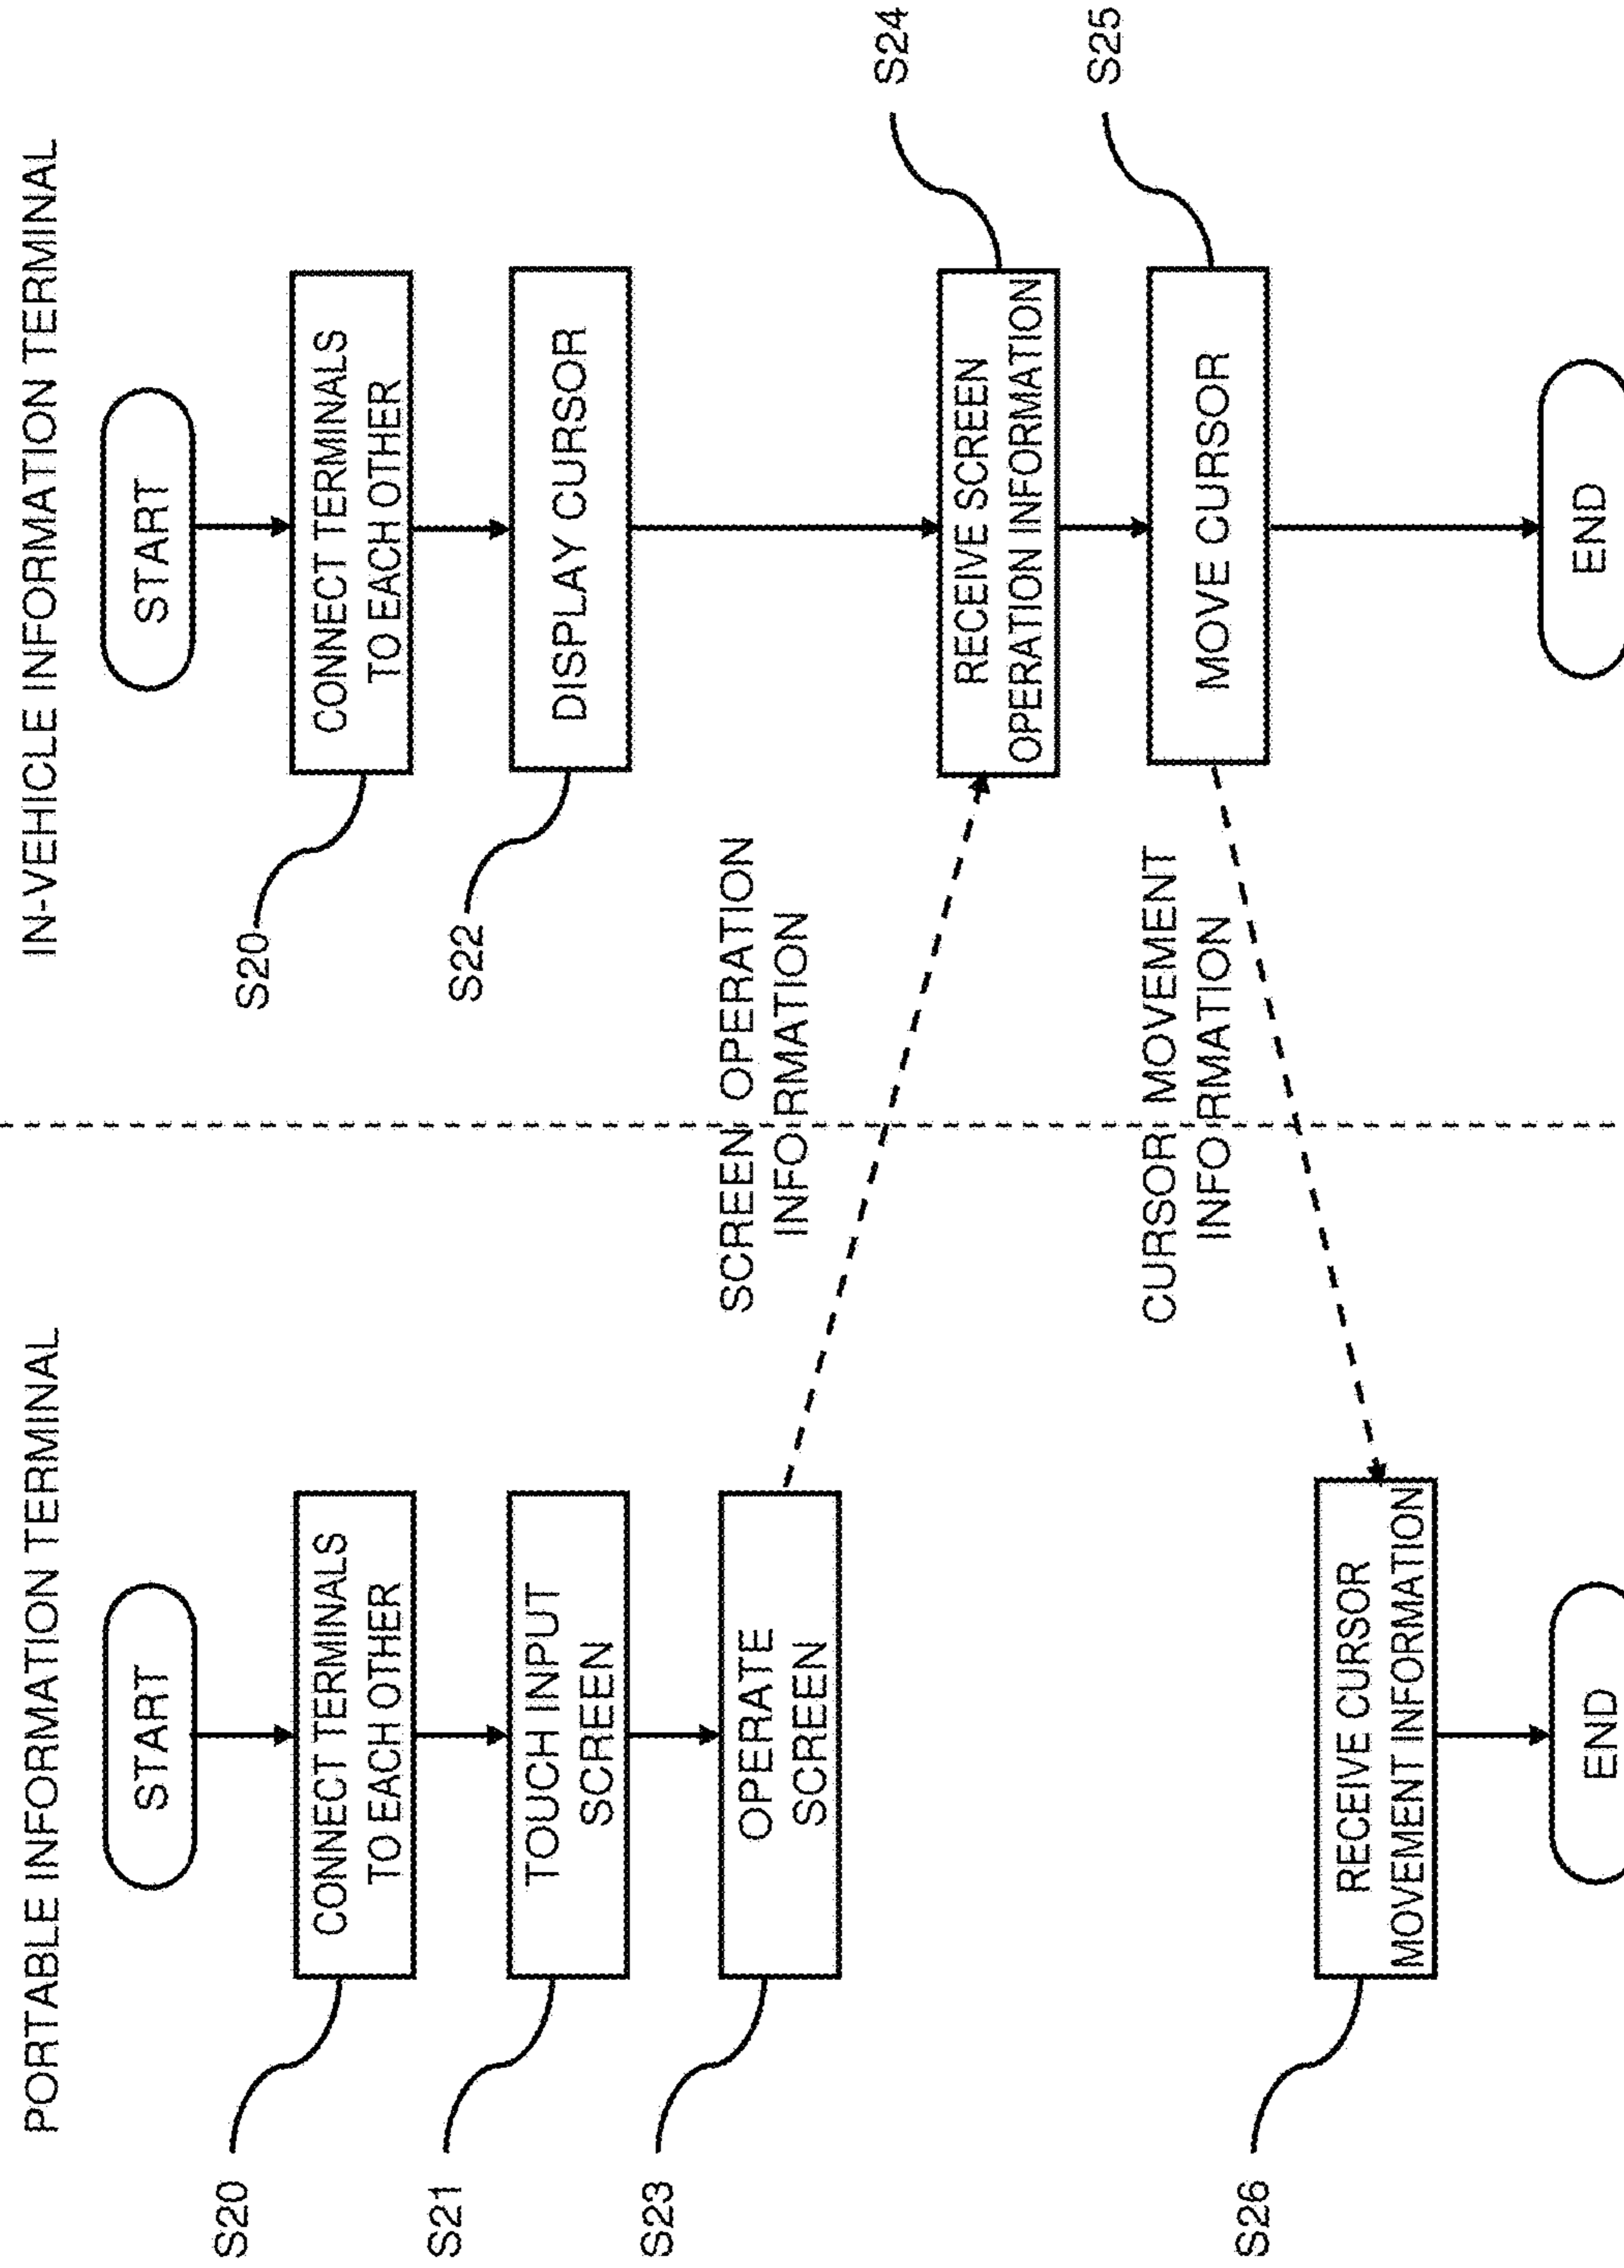 PORTABLE INFORMATION TERMINAL
START
S20
CONNECT TERMINALS
TO EACH OTHER
S21
TOUCH INPUT
SCREEN
S23
OPERATE
SCREEN
S26
RECEIVE CURSOR
MOVEMENT INFORMATION
END
SCREEN OPERATION
INFORMATION
CURSOR MOVEMENT
INFORMATION
IN-VEHICLE INFORMATION TERMINAL
START
S20
CONNECT TERMINALS
TO EACH OTHER
S22
DISPLAY CURSOR
S24
RECEIVE SCREEN
OPERATION INFORMATION
S25
MOVE CURSOR
END